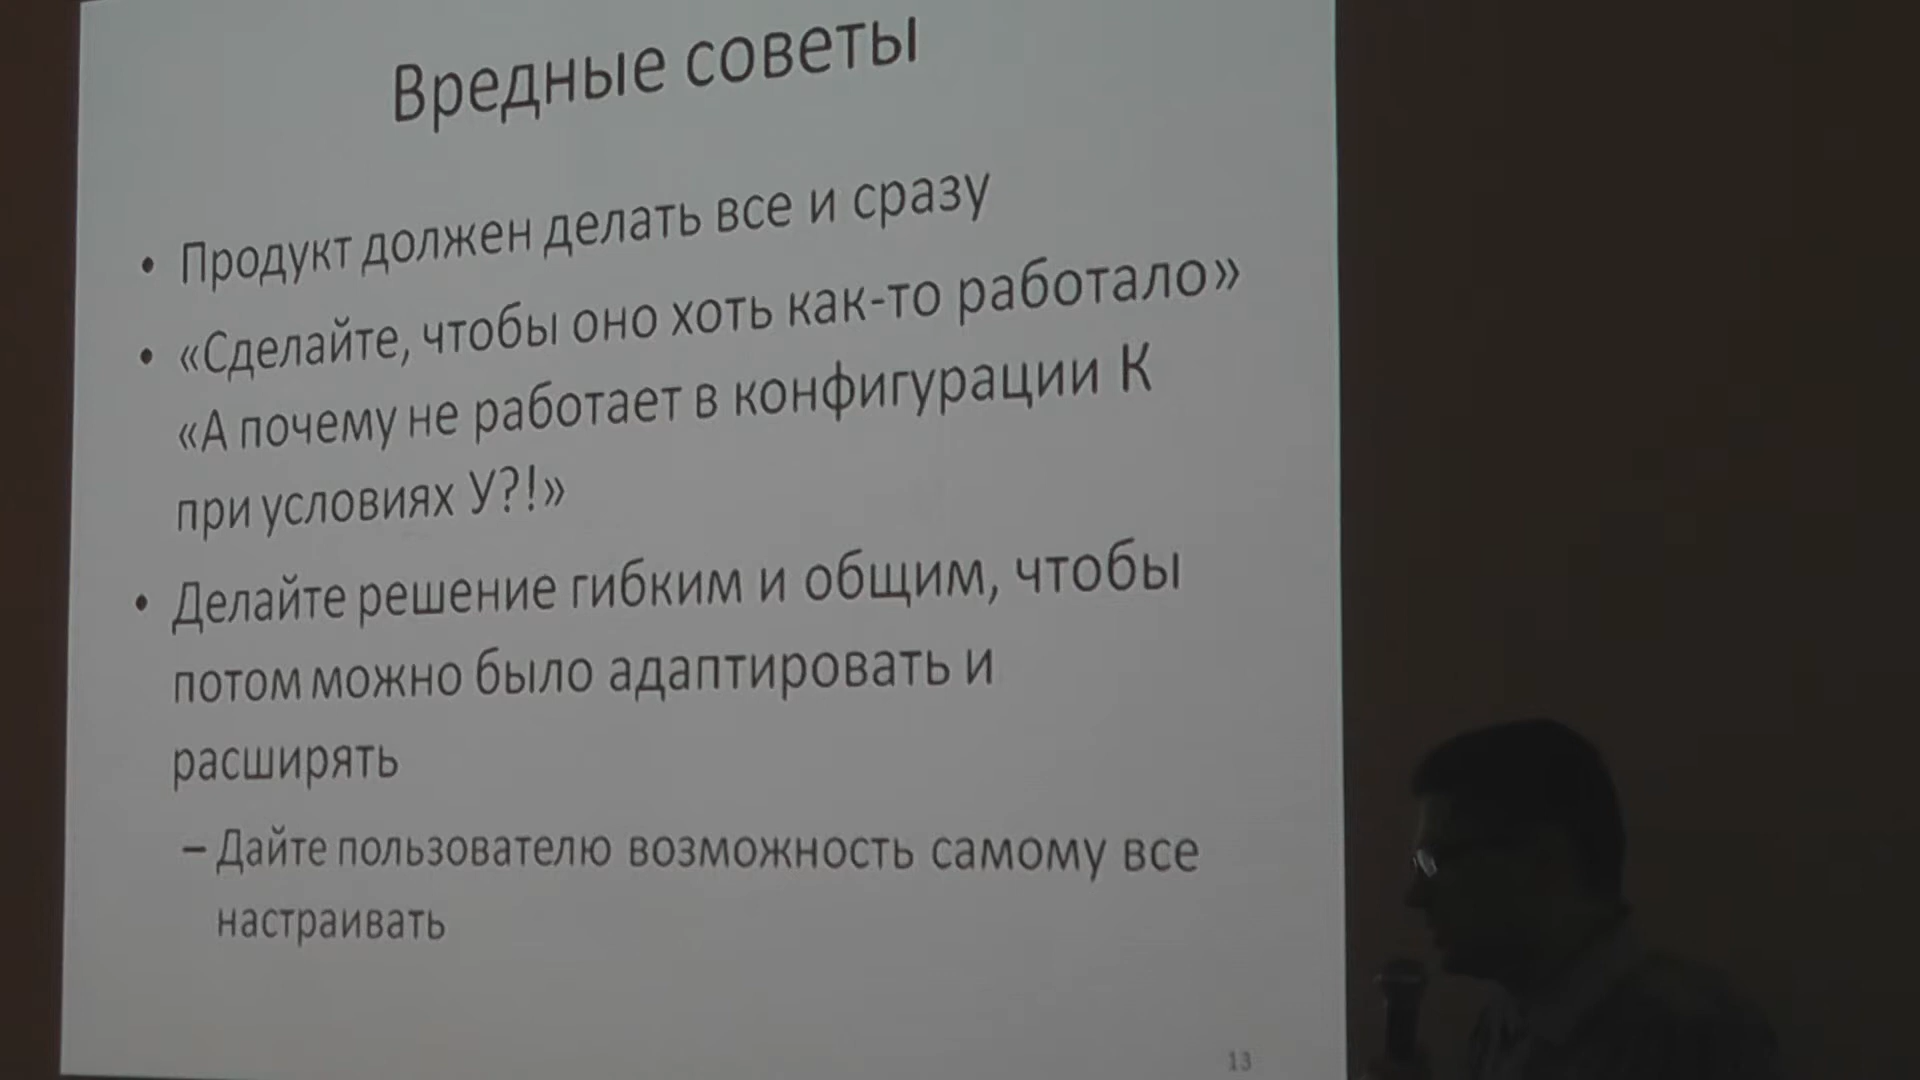 Вредные советы
• Продукт должен делать все и сразу
• «Сделайте, чтобы оно хоть как-то работало»
«А почему не работает в конфигурации К
при условиях У?!»
• Делайте решение гибким и общим, чтобы
потом можно было адаптировать и
расширять
– Дайте пользователю возможность самому все
настраивать
13